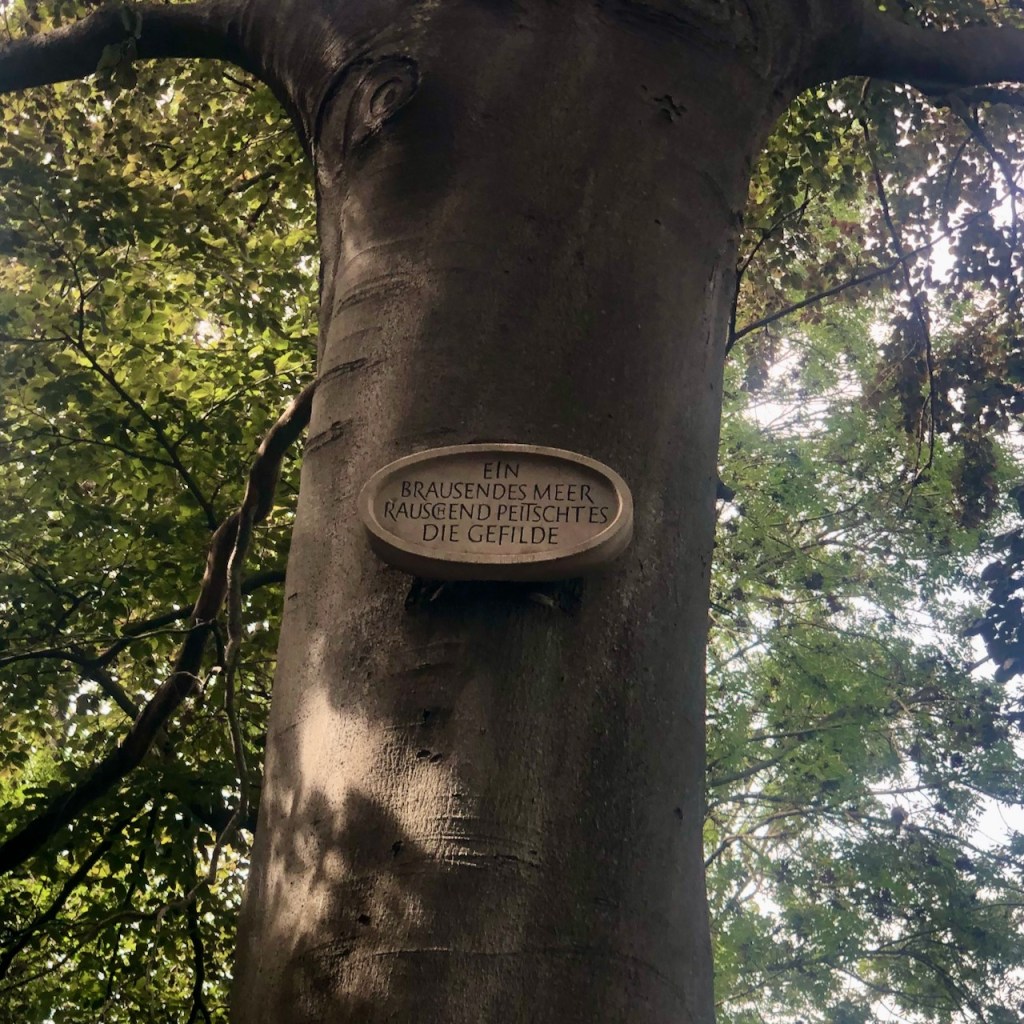 EIN
BRAUSENDES MEER
RAUSCHEND PEITSCHT ES
DIE GEFILDE